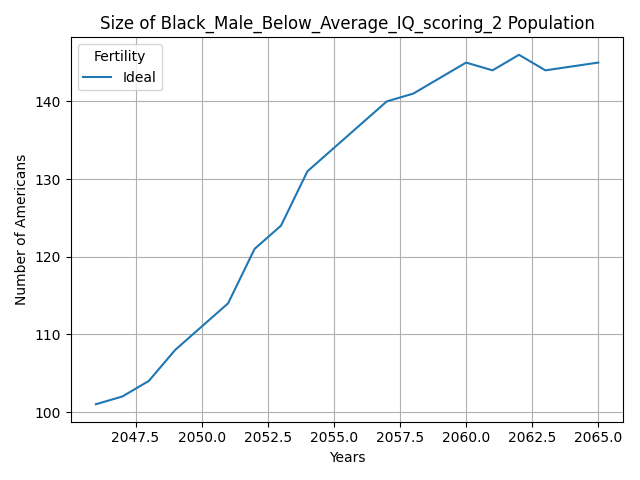 Size of Black_Male_Below_Average_IQ_scoring_2 Population
Fertility
Ideal
Number of Americans
140
130
120
110
100
2047.5 2050.0 2052.5 2055.0 2057.5 2060.0 2062.5 2065.0
Years